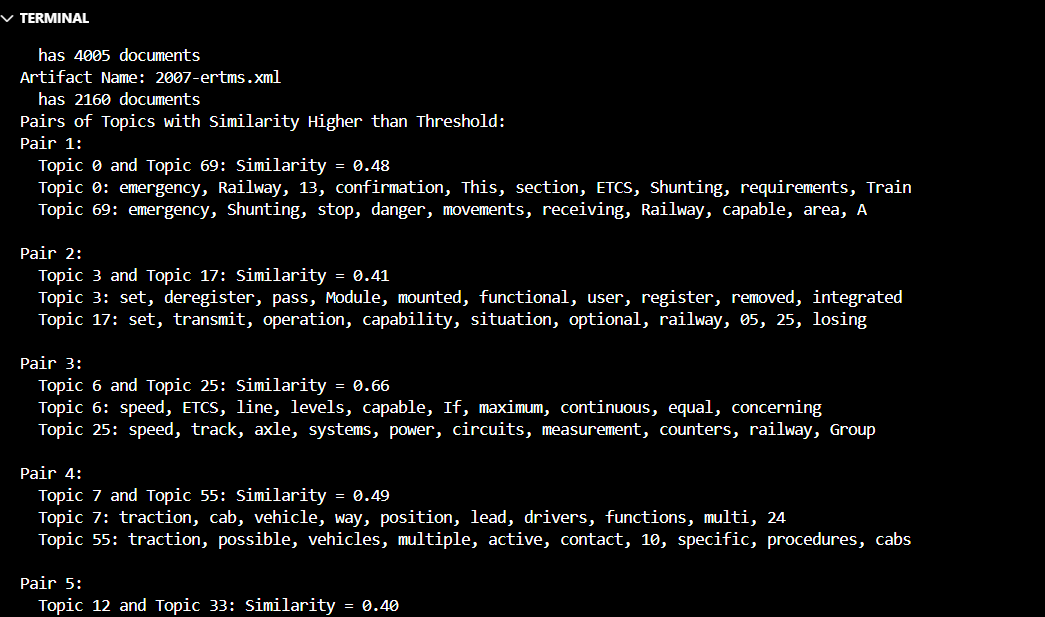 TERMINAL
has 4005 documents
Artifact Name: 2007-ertms.xml
has 2160 documents
Pairs of Topics with Similarity Higher than Threshold:
Pair 1:
Topic 0 and Topic 69: Similarity = 0.48
Topic 0: emergency, Railway, 13, confirmation, This, section, ETCS, Shunting, requirements, Train
Topic 69: emergency, Shunting, stop, danger, movements, receiving, Railway, capable, area, A
Pair 2:
Topic 3 and Topic 17: Similarity = 0.41
Topic 3: set, deregister, pass, Module, mounted, functional, user, register, removed, integrated
Topic 17: set, transmit, operation, capability, situation, optional, railway, 05, 25, losing
Pair 3:
Topic 6 and Topic 25: Similarity = 0.66
Topic 6: speed, ETCS, line, levels, capable, If, maximum, continuous, equal, concerning
Topic 25: speed, track, axle, systems, power, circuits, measurement, counters, railway, Group
Pair 4:
Topic 7 and Topic 55: Similarity = 0.49
Topic 7: traction, cab, vehicle, way, position, lead, drivers, functions, multi, 24
Topic 55: traction, possible, vehicles, multiple, active, contact, 10, specific, procedures, cabs
Pair 5:
Topic 12 and Topic 33: Similarity = 0.40